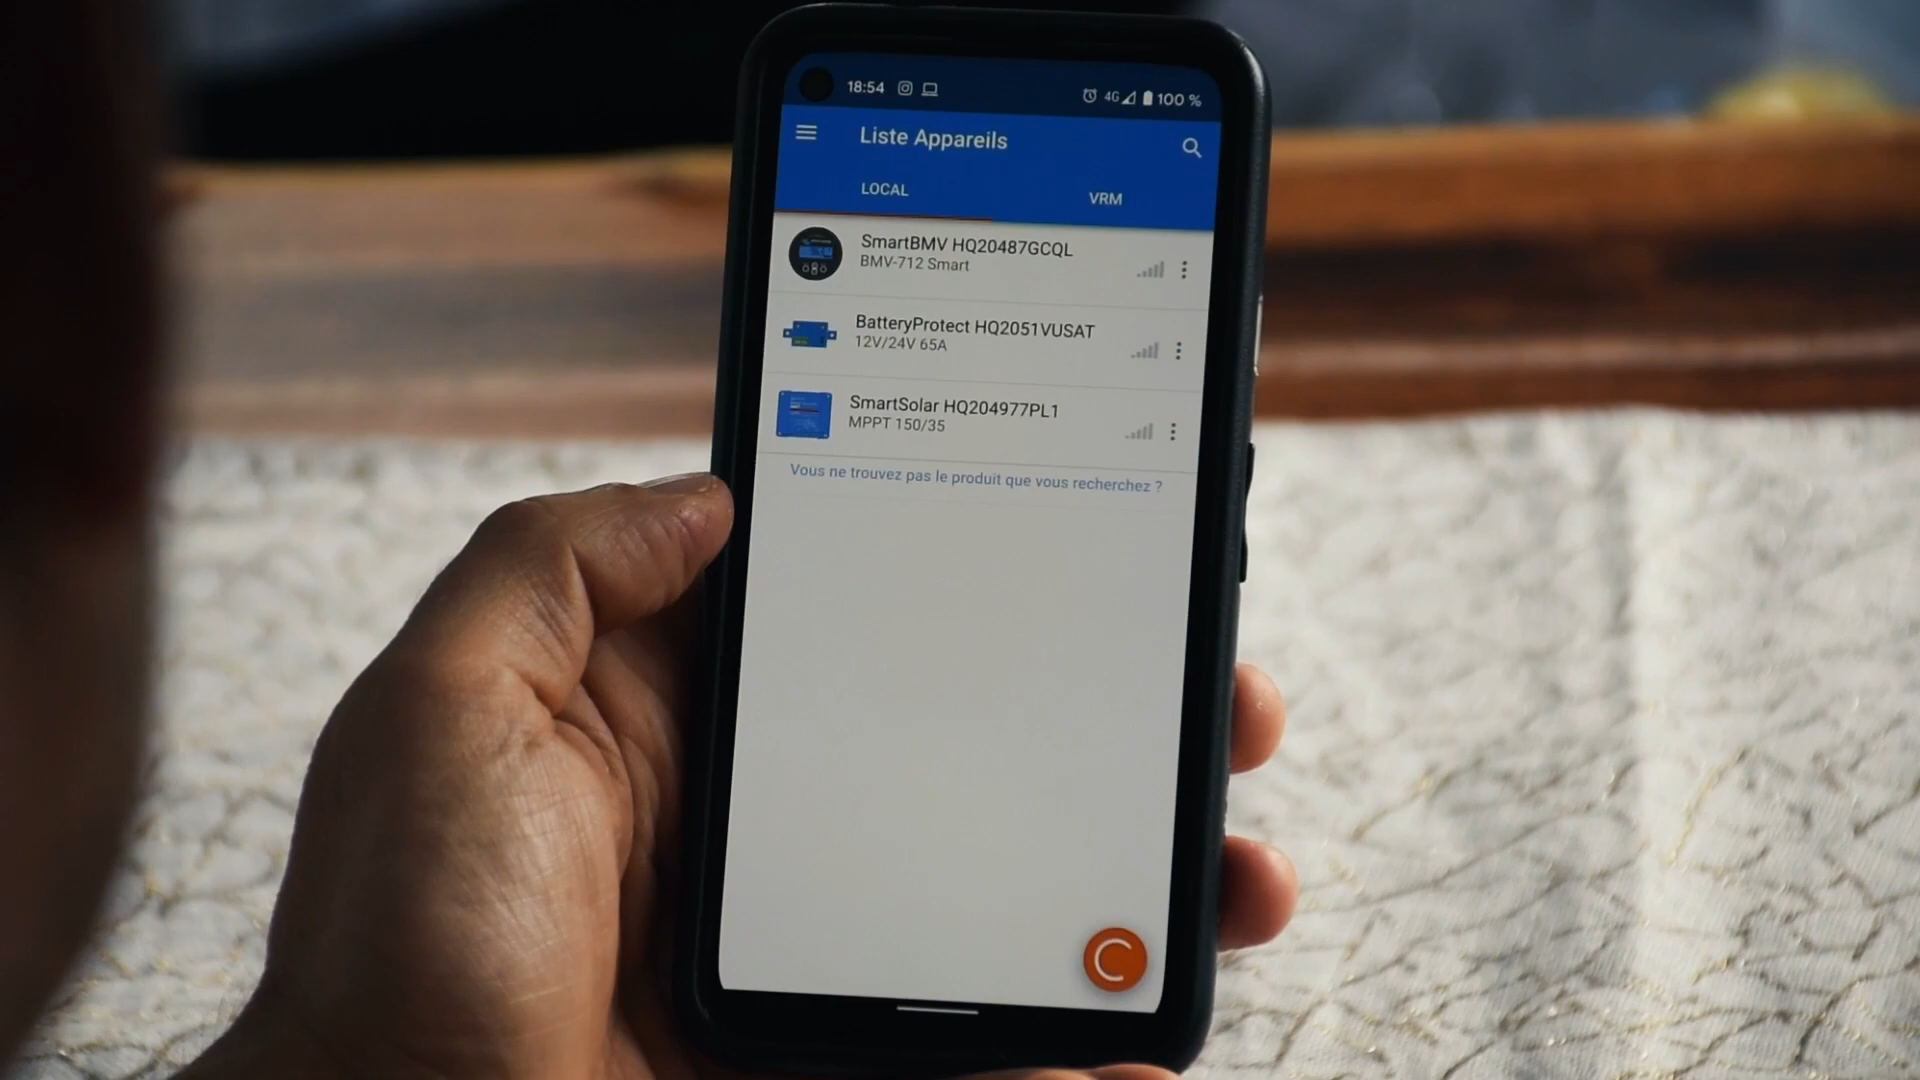 18:54
4G 100 %
Liste Appareils
LOCAL
VRM
SmartBMV HQ20487GCQL
BMV-712 Smart
BatteryProtect HQ2051VUSAT
12V/24V 65A
SmartSolar HQ204977PL1
MPPT 150/35
Vous ne trouvez pas le produit que vous recherchez ?